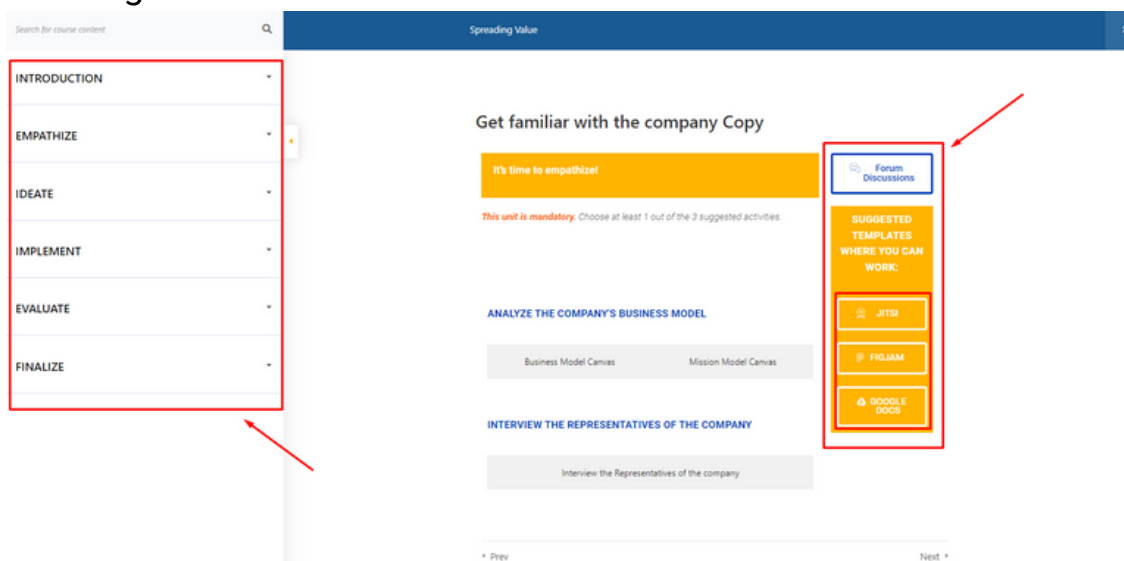 Search for course content
Spreading Value
INTRODUCTION
EMPATHIZE
IDEATE
IMPLEMENT
EVALUATE
FINALIZE
Get familiar with the company Copy
It's time to empathize!
This unit is mandatory. Choose at least 1 out of the 3 suggested activities.
ANALYZE THE COMPANY'S BUSINESS MODEL
Business Model Canvas Mission Model Canvas
INTERVIEW THE REPRESENTATIVES OF THE COMPANY
Interview the Representatives of the company
Forum
Discussions
SUGGESTED
TEMPLATES
WHERE YOU CAN
WORK:
JITSI
FIGJAM
GOOGLE
DOCS
Prev Next